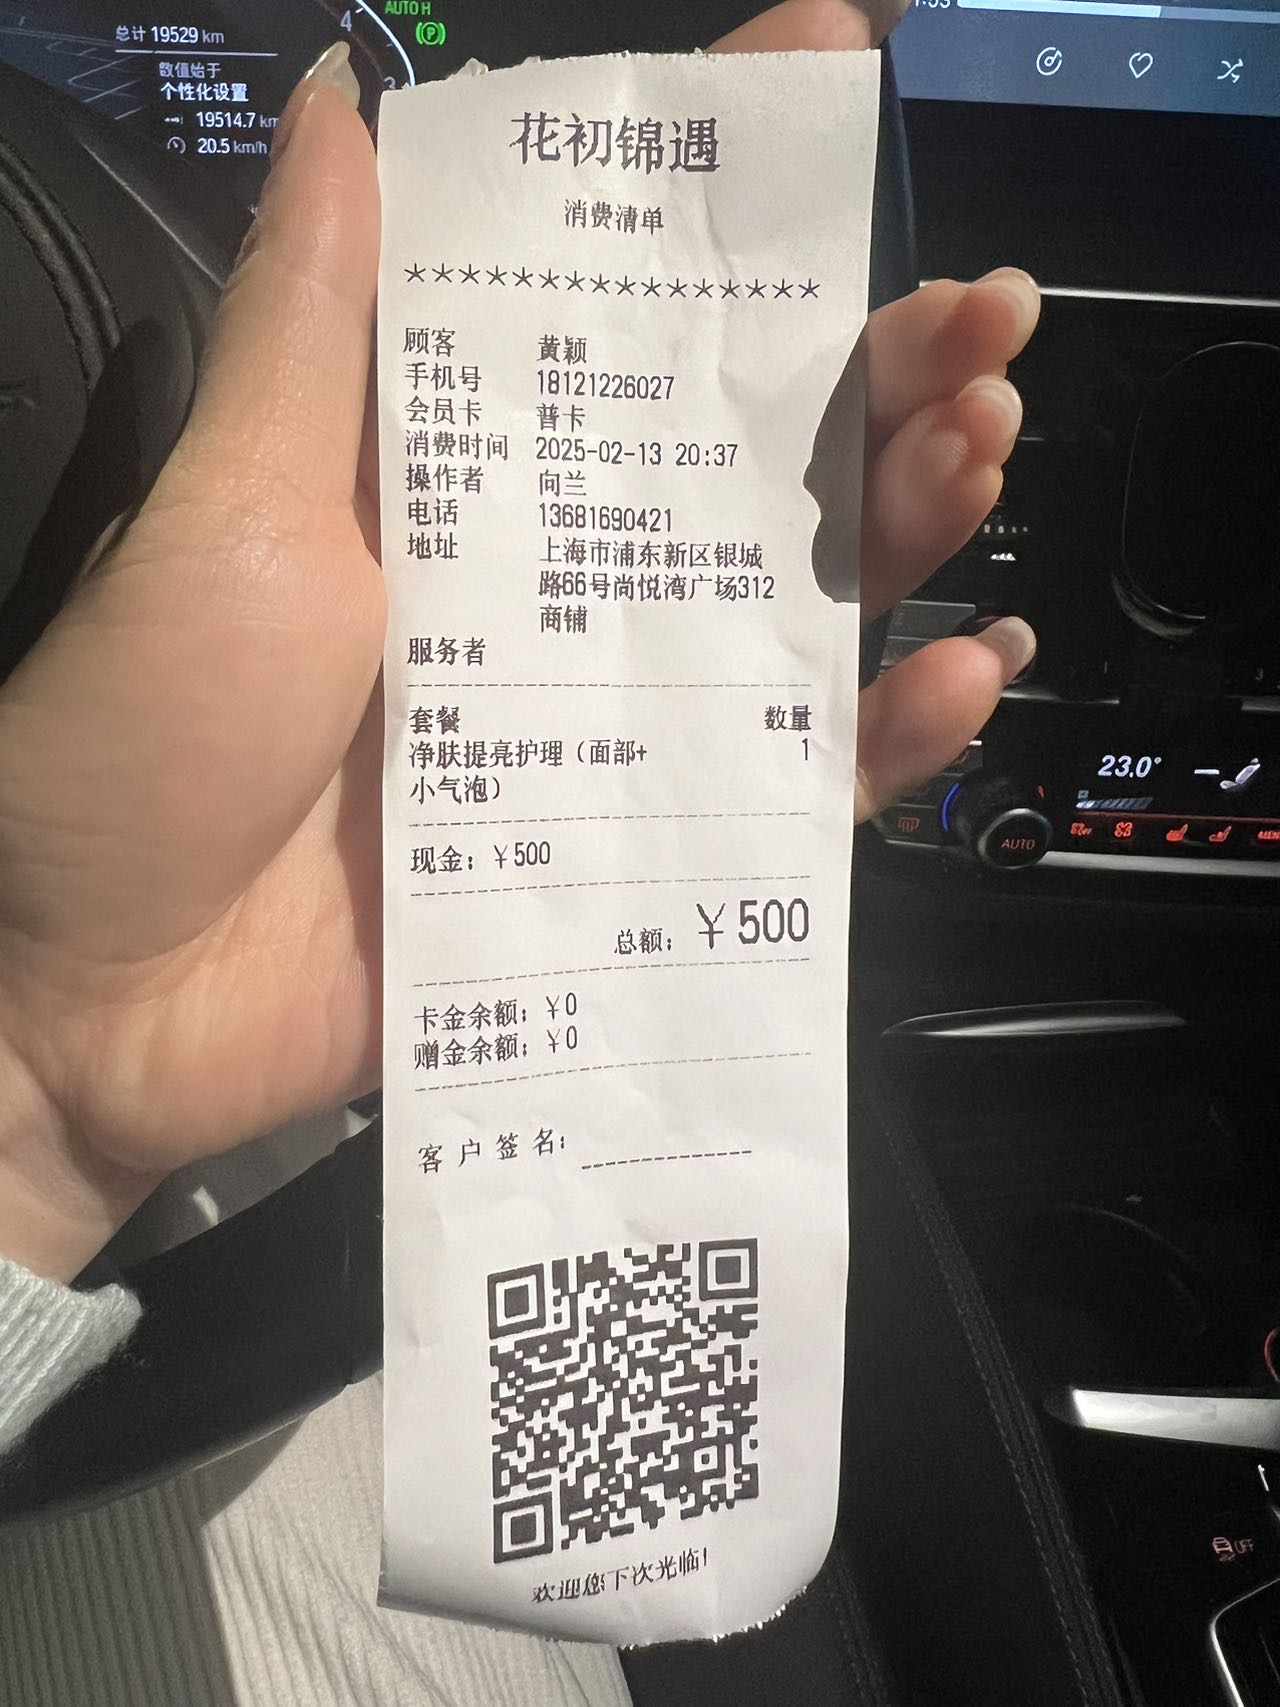 总计 19529 km
数值始于
个性化设置
19514.7 km
20.5 km/h
4
3
AUTO H
P
花初锦遇
消费清单
****************
顾客 黄颖
手机号 18121226027
会员卡 普卡
消费时间 2025-02-13 20:37
操作者 向兰
电话 13681690421
地址 上海市浦东新区银城
路66号尚悦湾广场312
商铺
服务者
套餐 数量
净肤提亮护理（面部+ 1
小气泡）
现金：￥500
总额：￥500
卡金余额：￥0
赠金余额：￥0
客户签名：
欢迎您下次光临！
23.0°
AUTO
OFF